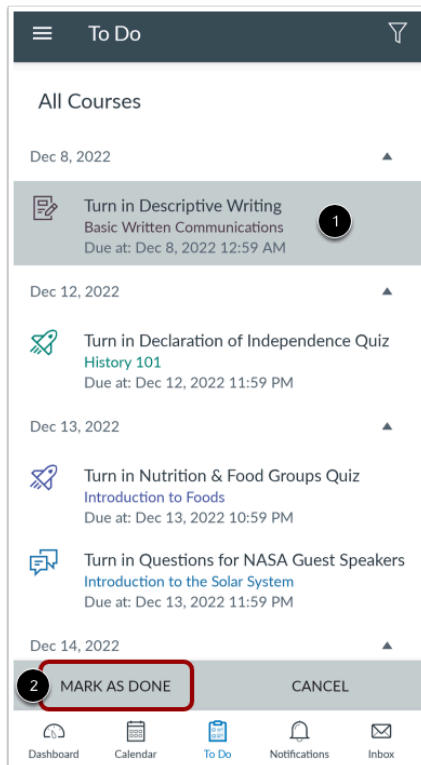 To Do
All Courses
Dec 8, 2022
Turn in Descriptive Writing
Basic Written Communications
Due at: Dec 8, 2022 12:59 AM
1
Dec 12, 2022
Turn in Declaration of Independence Quiz
History 101
Due at: Dec 12, 2022 11:59 PM
Dec 13, 2022
Turn in Nutrition & Food Groups Quiz
Introduction to Foods
Due at: Dec 13, 2022 10:59 PM
Turn in Questions for NASA Guest Speakers
Introduction to the Solar System
Due at: Dec 13, 2022 11:59 PM
Dec 14, 2022
2 MARK AS DONE CANCEL
Dashboard Calendar To Do Notifications Inbox